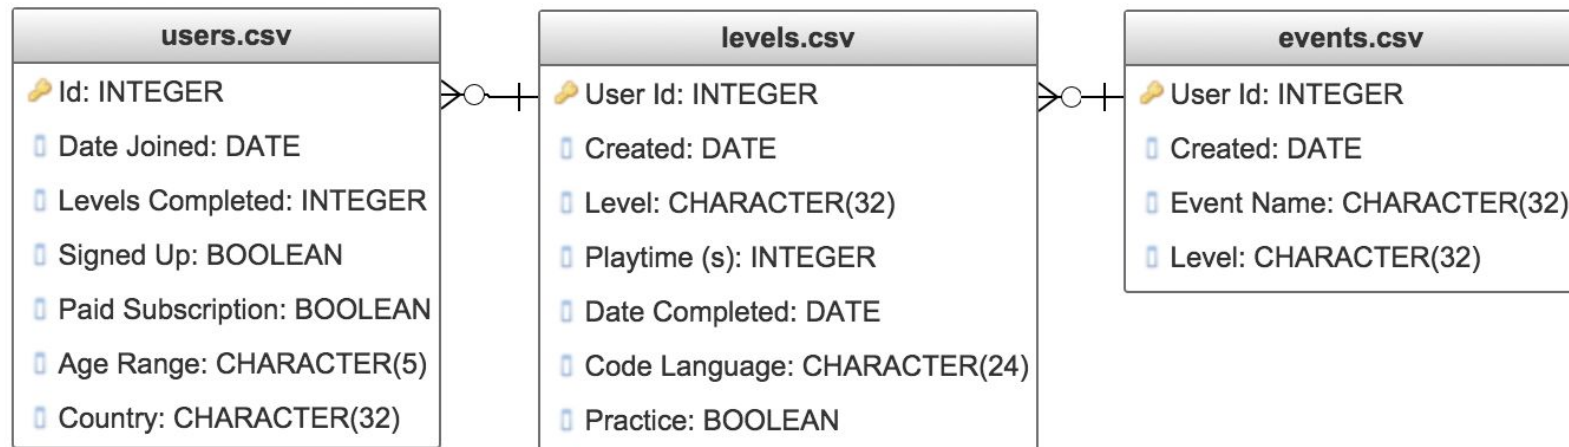 users.csv
Id: INTEGER
Date Joined: DATE
Levels Completed: INTEGER
Signed Up: BOOLEAN
Paid Subscription: BOOLEAN
Age Range: CHARACTER(5)
Country: CHARACTER(32)
levels.csv
User Id: INTEGER
Created: DATE
Level: CHARACTER(32)
Playtime (s): INTEGER
Date Completed: DATE
Code Language: CHARACTER(24)
Practice: BOOLEAN
events.csv
User Id: INTEGER
Created: DATE
Event Name: CHARACTER(32)
Level: CHARACTER(32)